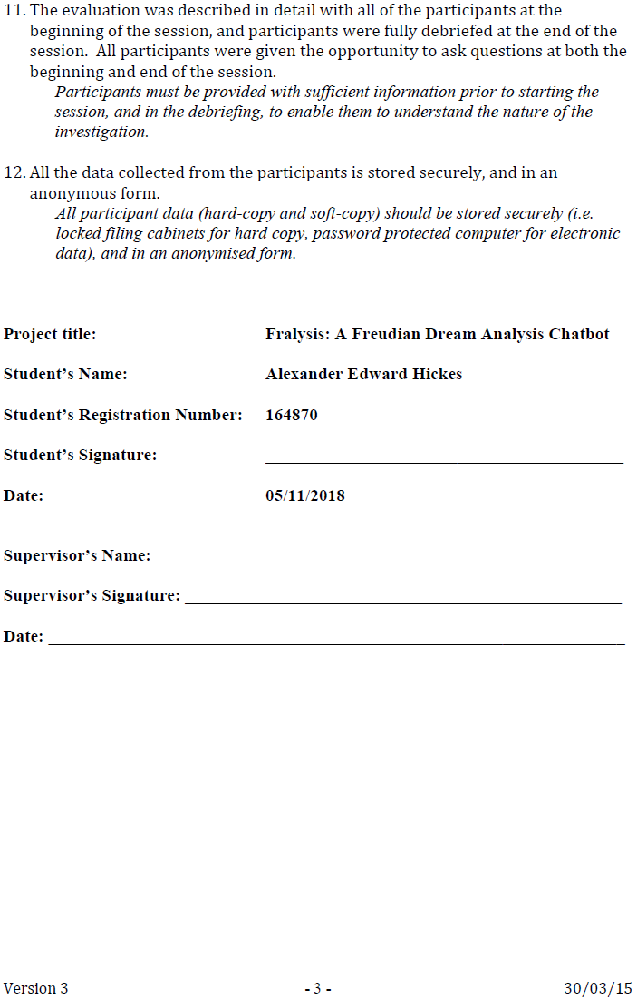 11. The evaluation was described in detail with all of the participants at the
beginning of the session, and participants were fully debriefed at the end of the
session.  All participants were given the opportunity to ask questions at both the
beginning and end of the session.
Participants must be provided with sufficient information prior to starting the
session, and in the debriefing, to enable them to understand the nature of the
investigation.
12. All the data collected from the participants is stored securely, and in an
anonymous form.
All participant data (hard-copy and soft-copy) should be stored securely (i.e.
locked filing cabinets for hard copy, password protected computer for electronic
data), and in an anonymised form.
Project title: Fralysis: A Freudian Dream Analysis Chatbot
Student's Name: Alexander Edward Hickes
Student's Registration Number: 164870
Student's Signature:
Date: 05/11/2018
Supervisor's Name:
Supervisor's Signature:
Date:
Version 3 - 3 - 30/03/15